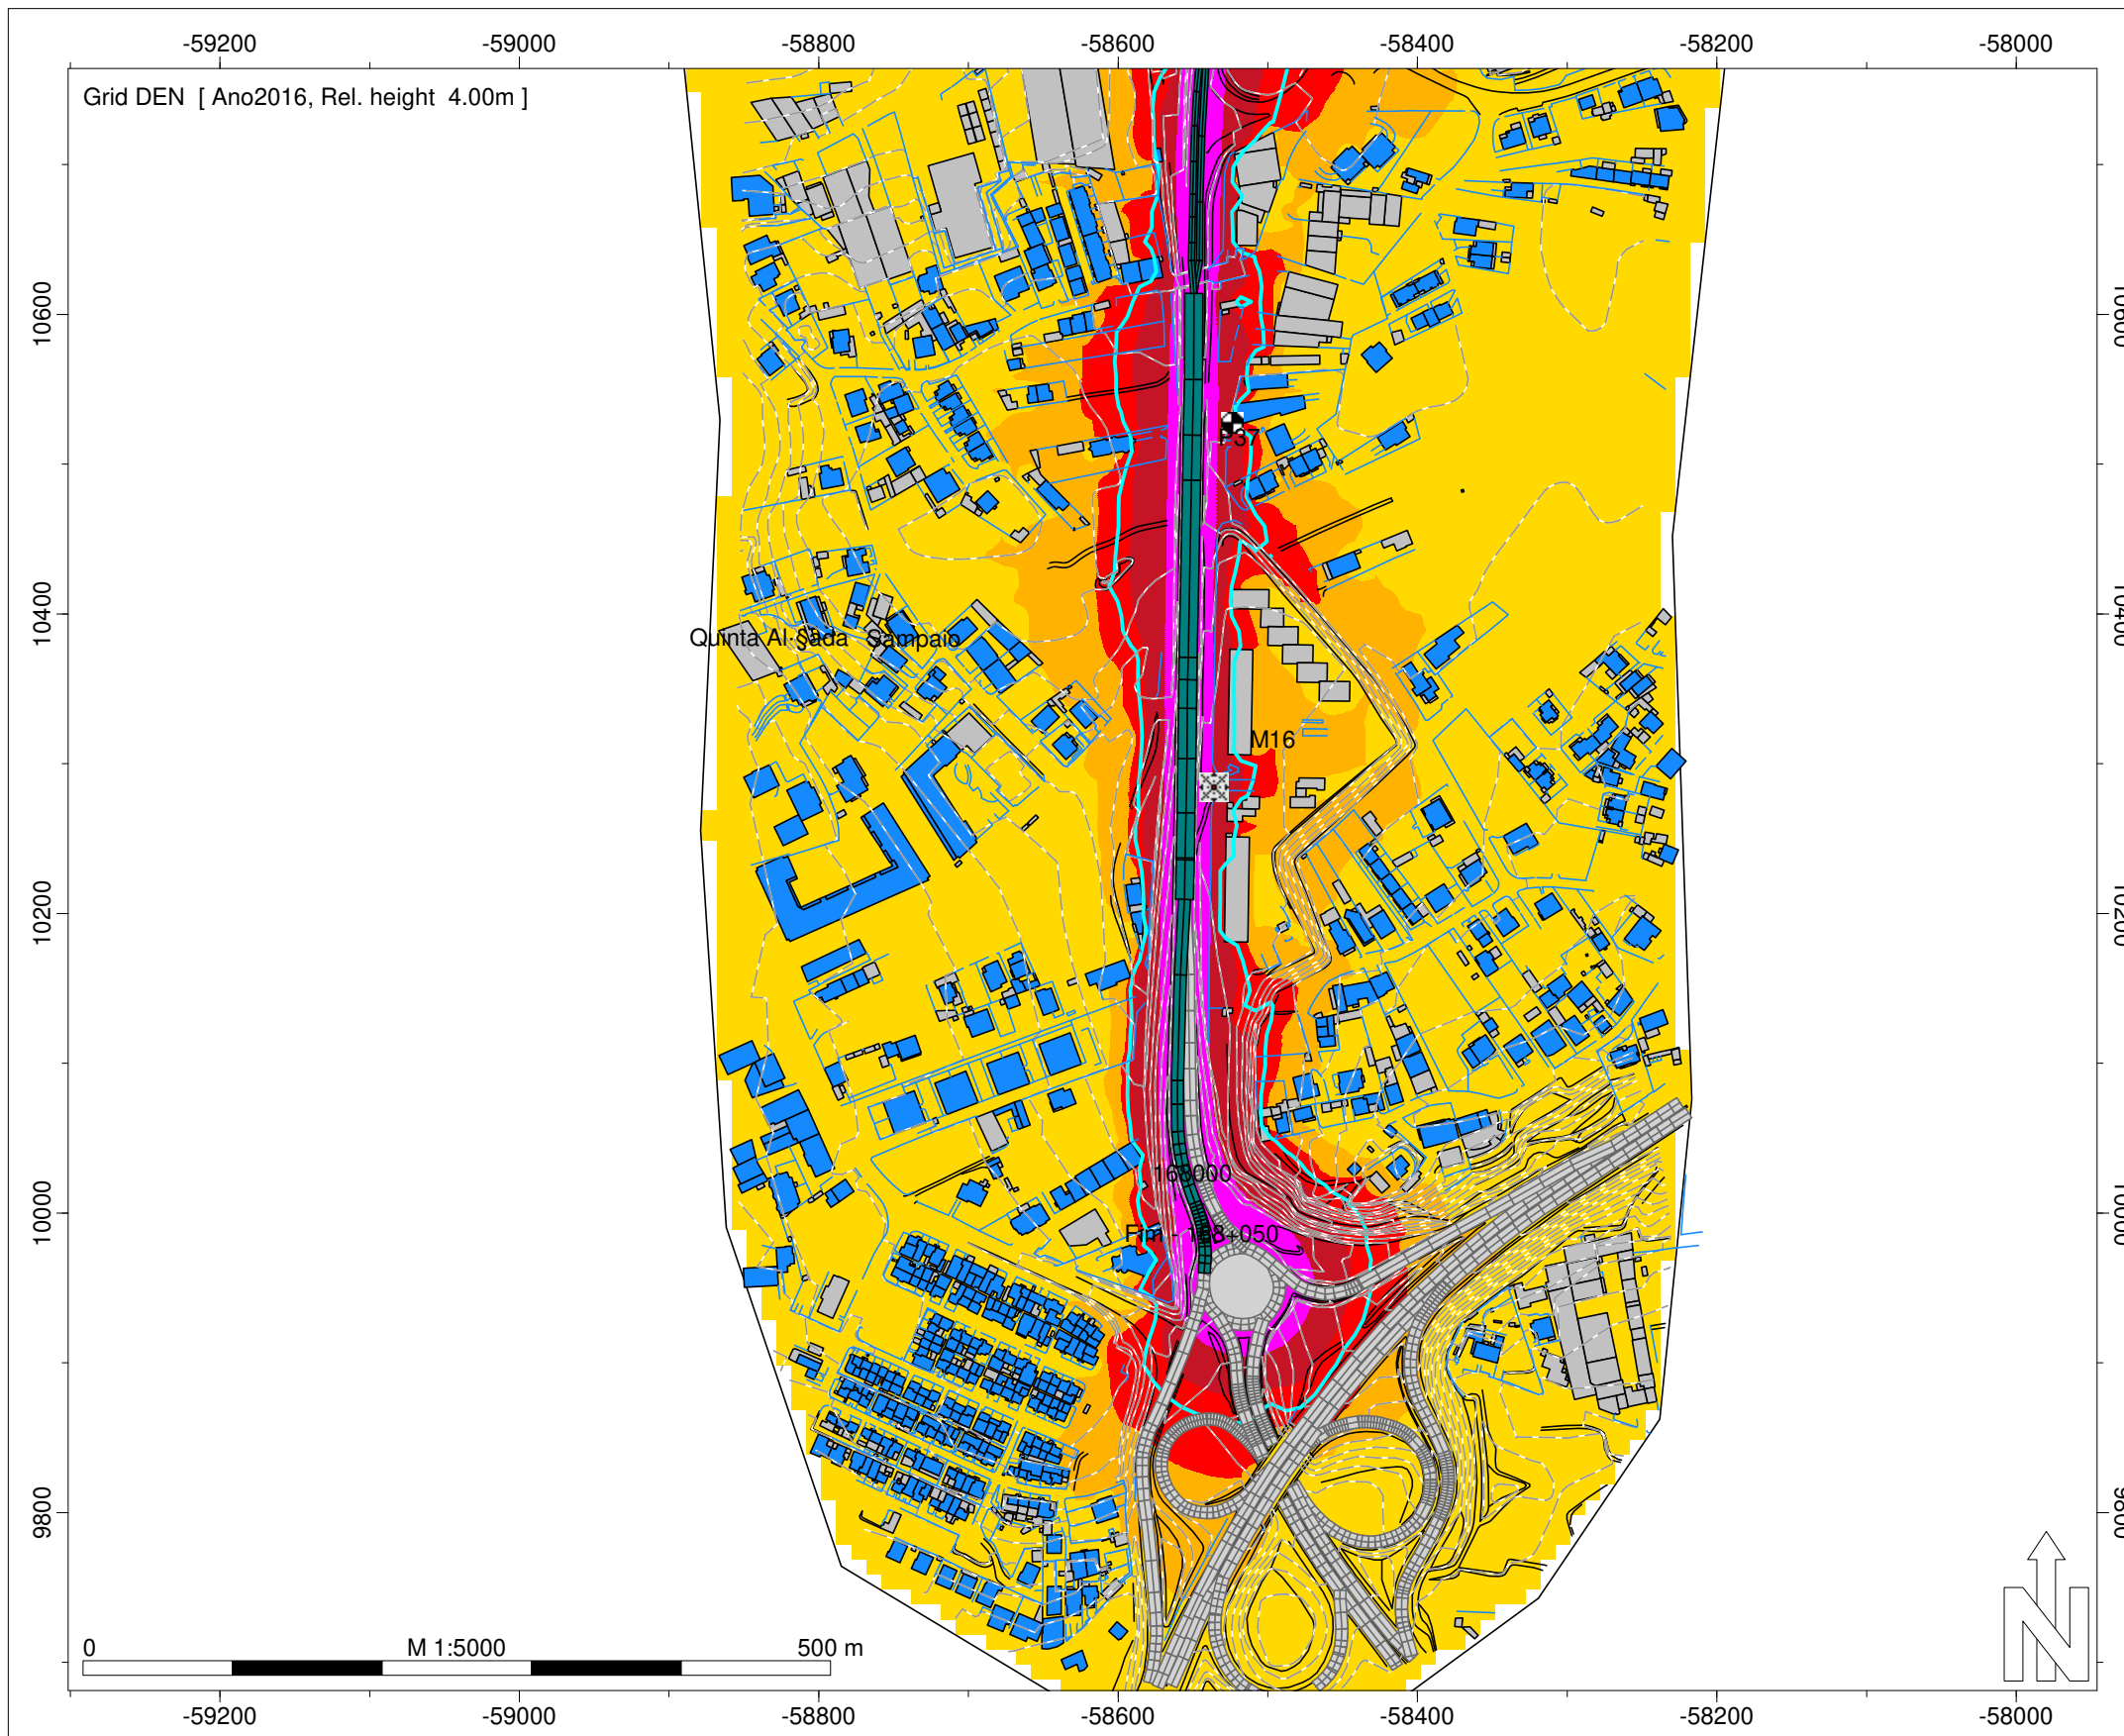 -59200 -59000 -58800 -58600 -58400 -58200 -58000
Grid DEN [ Ano2016, Rel. height 4.00m ]
10600
P37
10400
Quinta Al·§ada Sampaio
M16
10200
168000
10000
Fim - 168+050
9800
0 M 1:5000 500 m
N
-59200 -59000 -58800 -58600 -58400 -58200 -58000